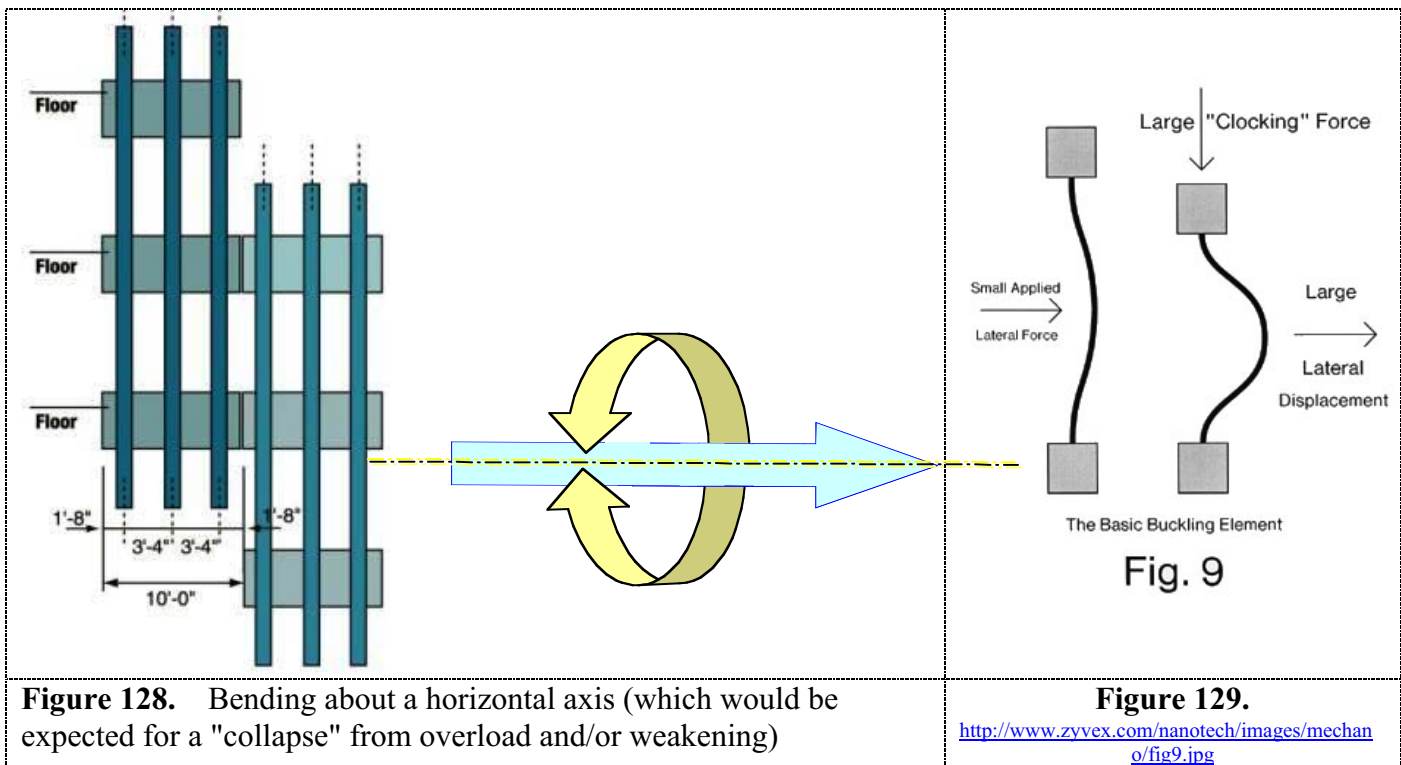 Floor
Floor
Floor
1'-8"
1'-8"
3'-4" 3'-4"
10'-0"
Figure 128. Bending about a horizontal axis (which would be
expected for a "collapse" from overload and/or weakening)
Large "Clocking" Force
Small Applied
Lateral Force
Large
Lateral
Displacement
The Basic Buckling Element
Fig. 9
Figure 129.
http://www.zyvex.com/nanotech/images/mechan
o/fig9.jpg